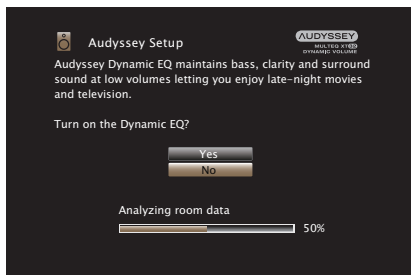 Audyssey Setup
AUDYSSEY
MULTEQ XT32
DYNAMIC VOLUME
Audyssey Dynamic EQ maintains bass, clarity and surround
sound at low volumes letting you enjoy late-night movies
and television.
Turn on the Dynamic EQ?
Yes
No
Analyzing room data
50%